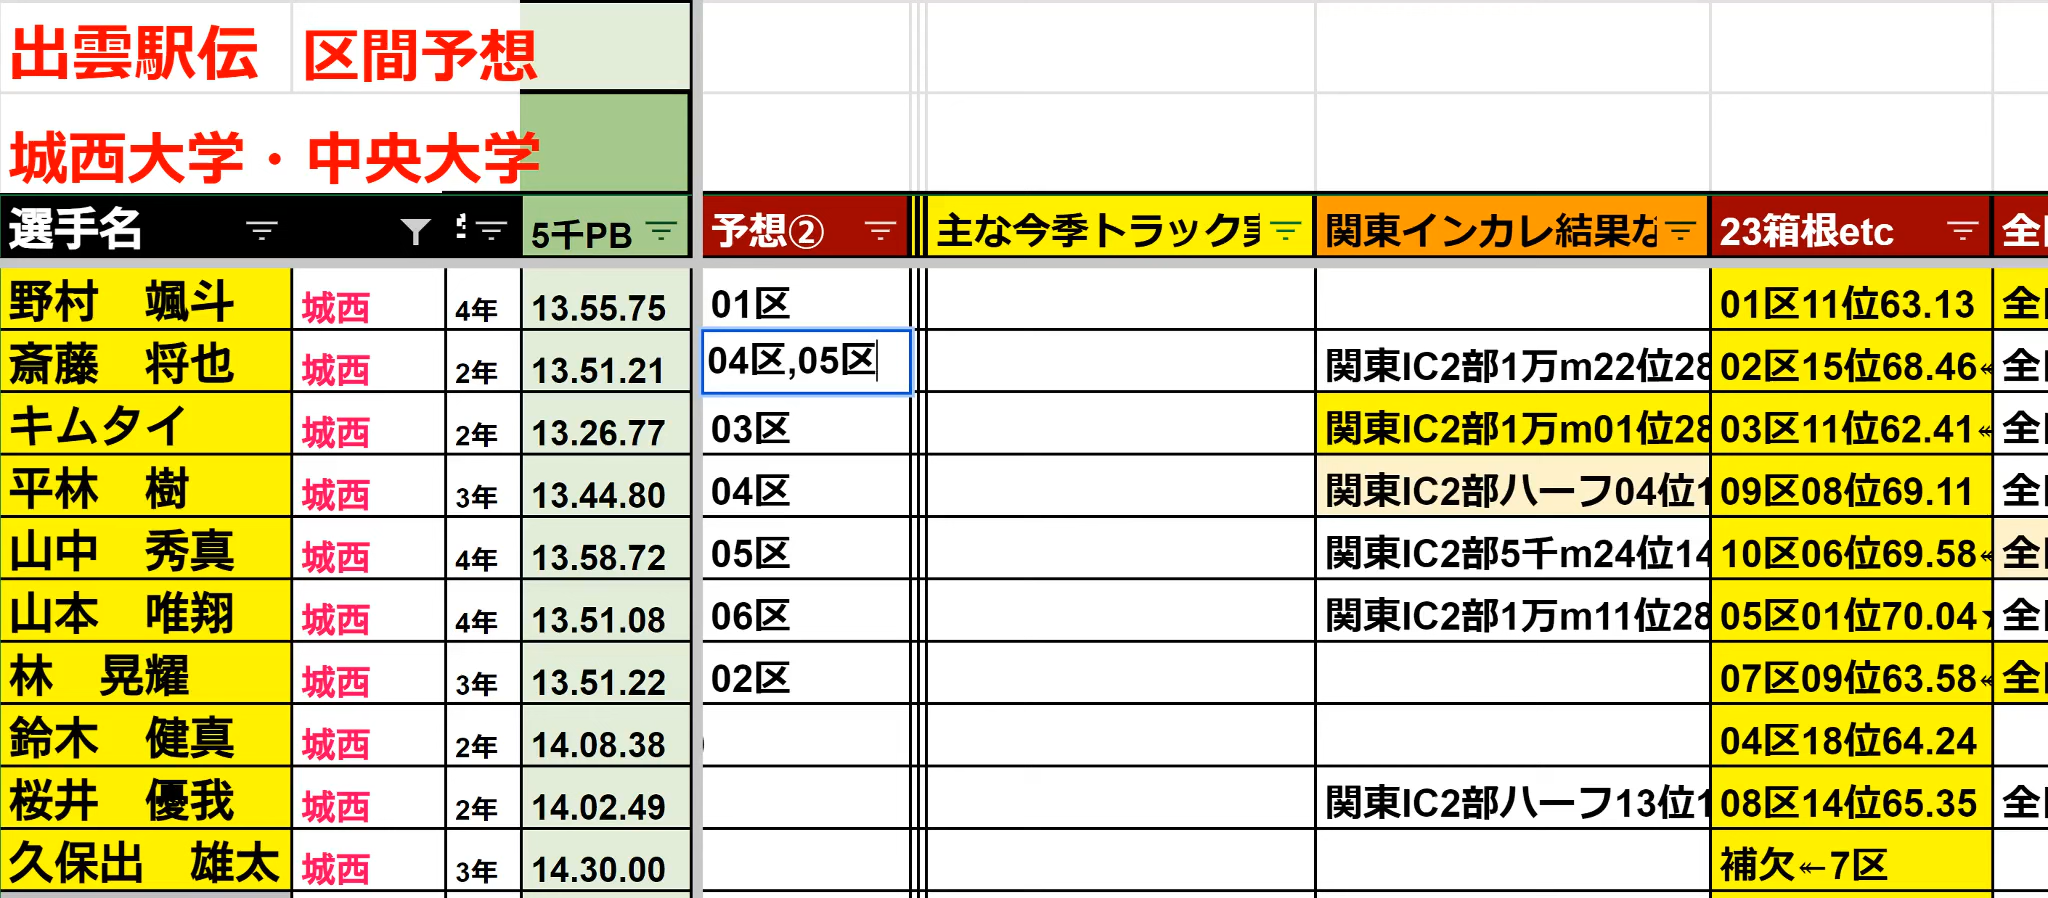 出雲駅伝 区間予想
城西大学・中央大学
選手名 5千PB 予想② 主な今季トラック実 関東インカレ結果な 23箱根etc 全
野村 颯斗 城西 4年 13.55.75 01区 01区11位63.13 全
斎藤 将也 城西 2年 13.51.21 04区,05区 関東IC2部1万m22位28 02区15位68.46 全
キムタイ 城西 2年 13.26.77 03区 関東IC2部1万m01位28 03区11位62.41 全
平林 樹 城西 3年 13.44.80 04区 関東IC2部ハーフ04位1 09区08位69.11 全
山中 秀真 城西 4年 13.58.72 05区 関東IC2部5千m24位14 10区06位69.58 全
山本 唯翔 城西 4年 13.51.08 06区 関東IC2部1万m11位28 05区01位70.04 全
林 晃耀 城西 3年 13.51.22 02区 07区09位63.58 全
鈴木 健真 城西 2年 14.08.38 04区18位64.24
桜井 優我 城西 2年 14.02.49 関東IC2部ハーフ13位1 08区14位65.35 全
久保出 雄太 城西 3年 14.30.00 補欠↞7区